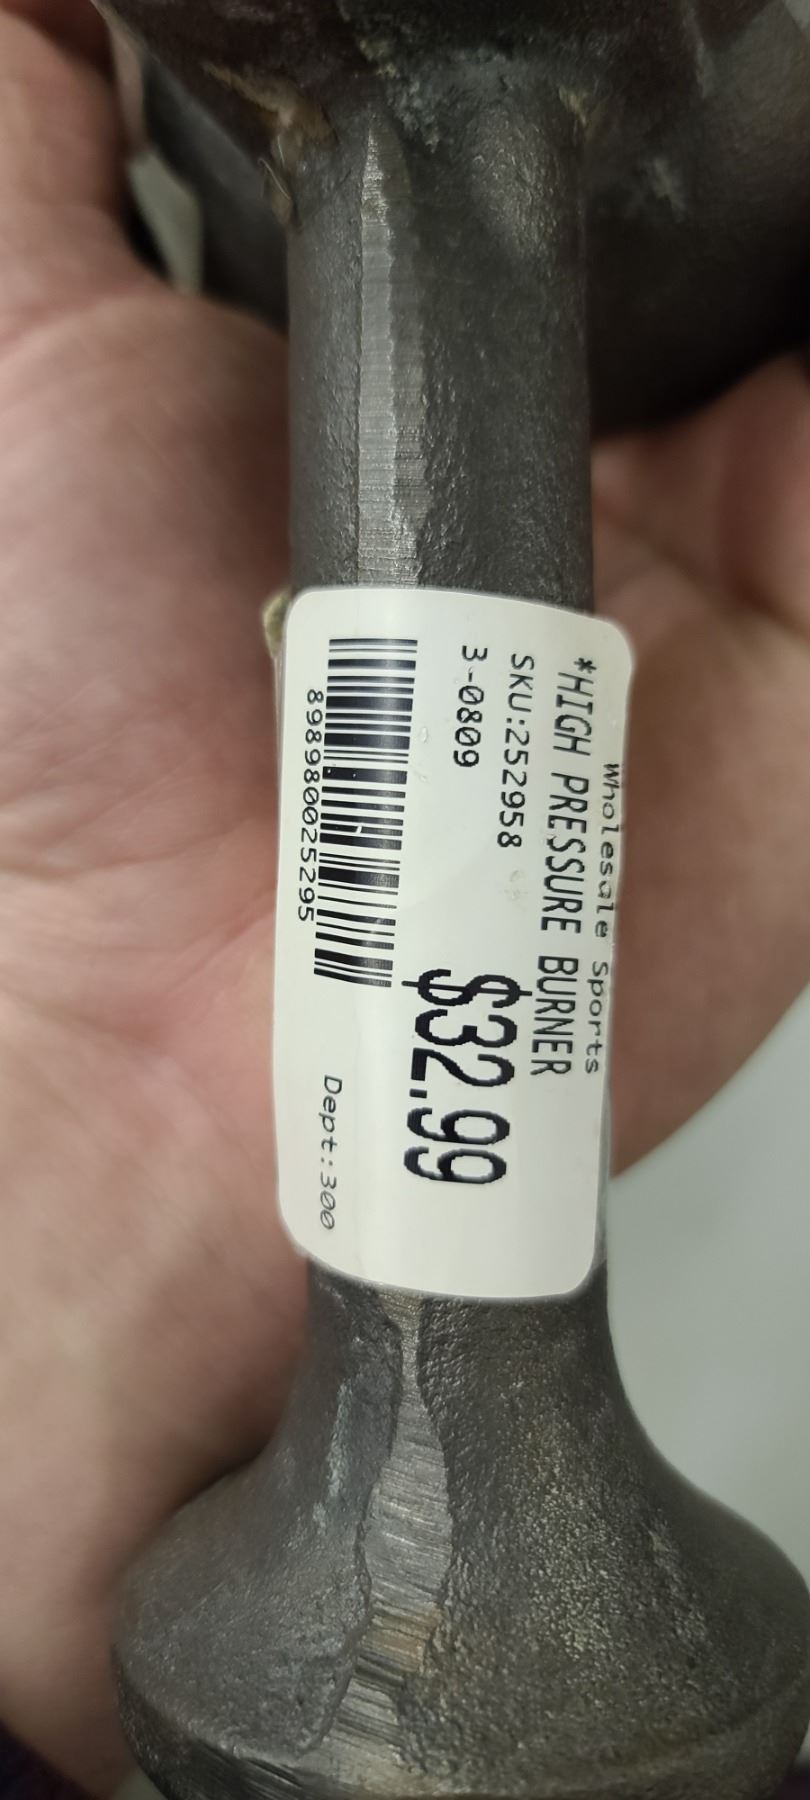 Wholesale Sports
*HIGH PRESSURE BURNER
SKU:252958
3-0809
$32.99
898980025295
Dept:300